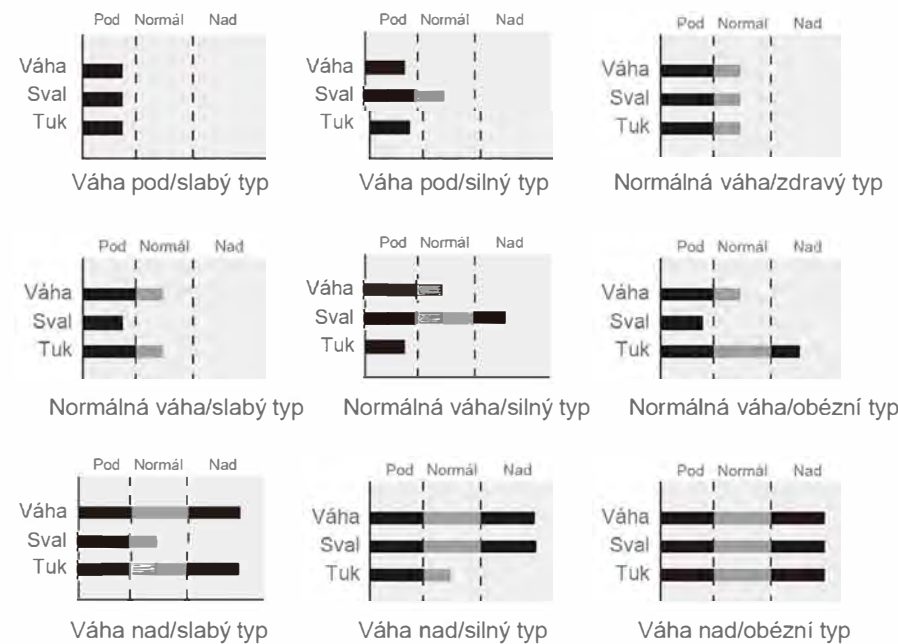 Pod Normál Nad
Váha
Sval
Tuk
Váha pod/slabý typ
Pod Normál Nad
Váha
Sval
Tuk
Váha pod/silný typ
Pod Normál Nad
Váha
Sval
Tuk
Normálná váha/zdravý typ
Pod Normál Nad
Váha
Sval
Tuk
Normálná váha/slabý typ
Pod Normál Nad
Váha
Sval
Tuk
Normálná váha/silný typ
Pod Normál Nad
Váha
Sval
Tuk
Normálná váha/obézní typ
Pod Normál Nad
Váha
Sval
Tuk
Váha nad/slabý typ
Pod Normál Nad
Váha
Sval
Tuk
Váha nad/silný typ
Pod Normál Nad
Váha
Sval
Tuk
Váha nad/obézní typ